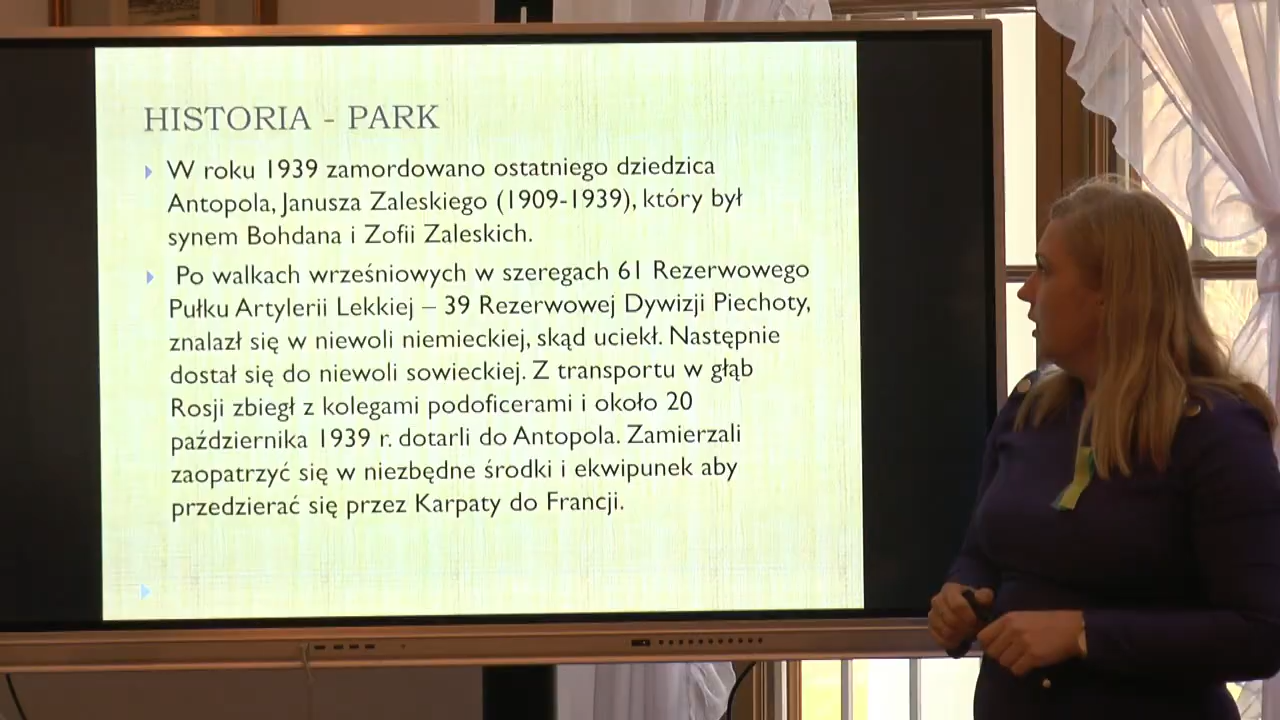 HISTORIA - PARK
W roku 1939 zamordowano ostatniego dziedzica
Antopola, Janusza Zaleskiego (1909-1939), który był
synem Bohdana i Zofii Zaleskich.
Po walkach wrześniowych w szeregach 61 Rezerwowego
Pułku Artylerii Lekkiej – 39 Rezerwowej Dywizji Piechoty,
znalazł się w niewoli niemieckiej, skąd uciekł. Następnie
dostał się do niewoli sowieckiej. Z transportu w głąb
Rosji zbiegł z kolegami podoficerami i około 20
października 1939 r. dotarli do Antopola. Zamierzali
zaopatrzyć się w niezbędne środki i ekwipunek aby
przedzierać się przez Karpaty do Francji.